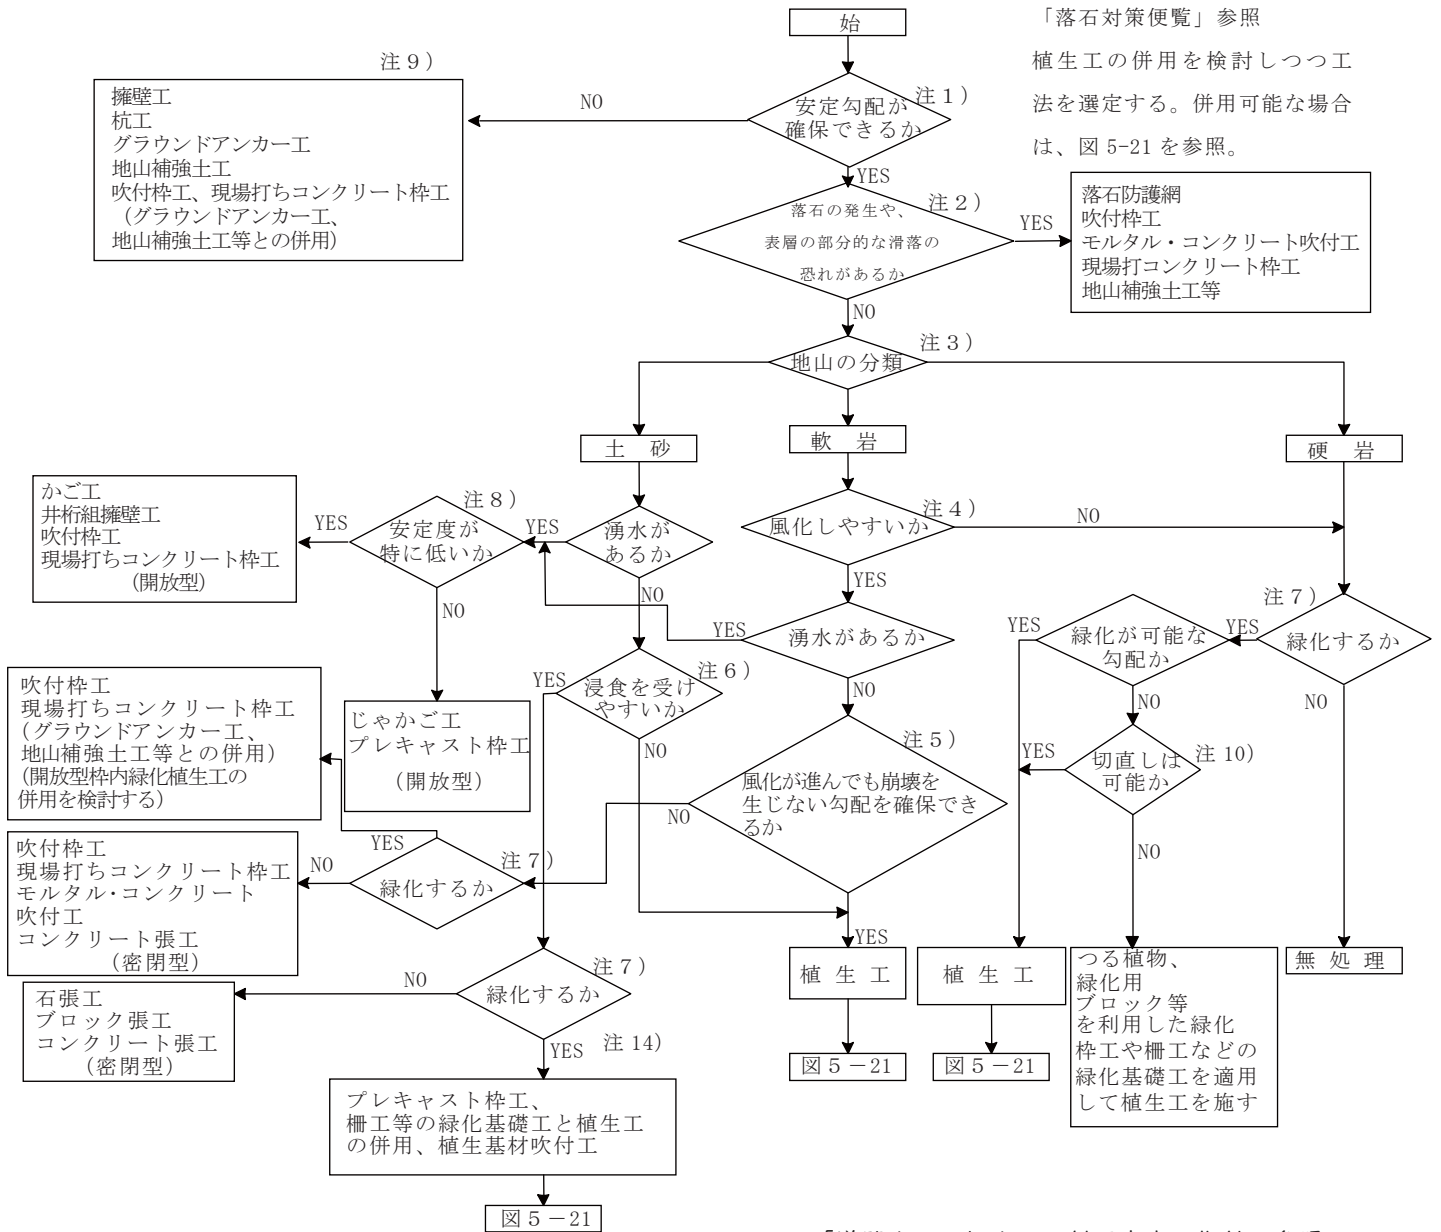 始
「落石対策便覧」参照
植生工の併用を検討しつつ工
法を選定する。併用可能な場合
は、図 5-21 を参照。
注 9）
擁壁工
杭工
グラウンドアンカー工
地山補強土工
吹付枠工、現場打ちコンクリート枠工
（グラウンドアンカー工、
地山補強土工等との併用）
NO
安定勾配が
確保できるか
注 1）
YES
落石の発生や、
表層の部分的な滑落の
恐れがあるか
注 2）
YES
落石防護網
吹付枠工
モルタル・コンクリート吹付工
現場打コンクリート枠工
地山補強土工等
NO
地山の分類
注 3）
土 砂
軟 岩
硬 岩
かご工
井桁組擁壁工
吹付枠工
現場打ちコンクリート枠工
（開放型）
YES
安定度が
特に低いか
注 8）
YES
湧水が
あるか
風化しやすいか
注 4）
NO
NO
NO
YES
YES
湧水があるか
YES
緑化が可能な
勾配か
YES
緑化するか
注 7）
吹付枠工
現場打ちコンクリート枠工
（グラウンドアンカー工、
地山補強土工等との併用）
（開放型枠内緑化植生工の
併用を検討する）
じゃかご工
プレキャスト枠工
（開放型）
YES
浸食を受け
やすいか
注 6）
NO
NO
NO
NO
風化が進んでも崩壊を
生じない勾配を確保でき
るか
注 5）
NO
YES
切直しは
可能か
注 10）
NO
吹付枠工
現場打ちコンクリート枠工
モルタル・コンクリート
吹付工
コンクリート張工
（密閉型）
YES
NO
緑化するか
注 7）
YES
石張工
ブロック張工
コンクリート張工
（密閉型）
NO
緑化するか
注 7）
YES
注 14）
植 生 工
植 生 工
つる植物、
緑化用
ブロック等
を利用した緑化
枠工や柵工などの
緑化基礎工を適用
して植生工を施す
無 処 理
図 5－21
図 5－21
プレキャスト枠工、
柵工等の緑化基礎工と植生工
の併用、植生基材吹付工
図 5－21